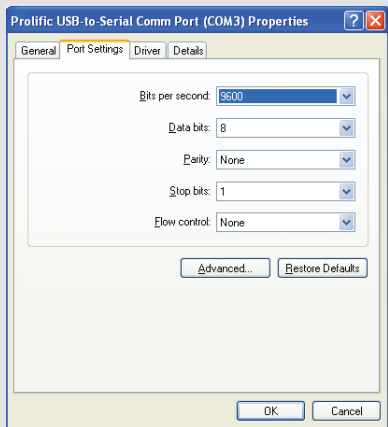 Prolific USB-to-Serial Comm Port (COM3) Properties
General Port Settings Driver Details
Bits per second: 9600
Data bits: 8
Parity: None
Stop bits: 1
Flow control: None
Advanced... Restore Defaults
OK Cancel